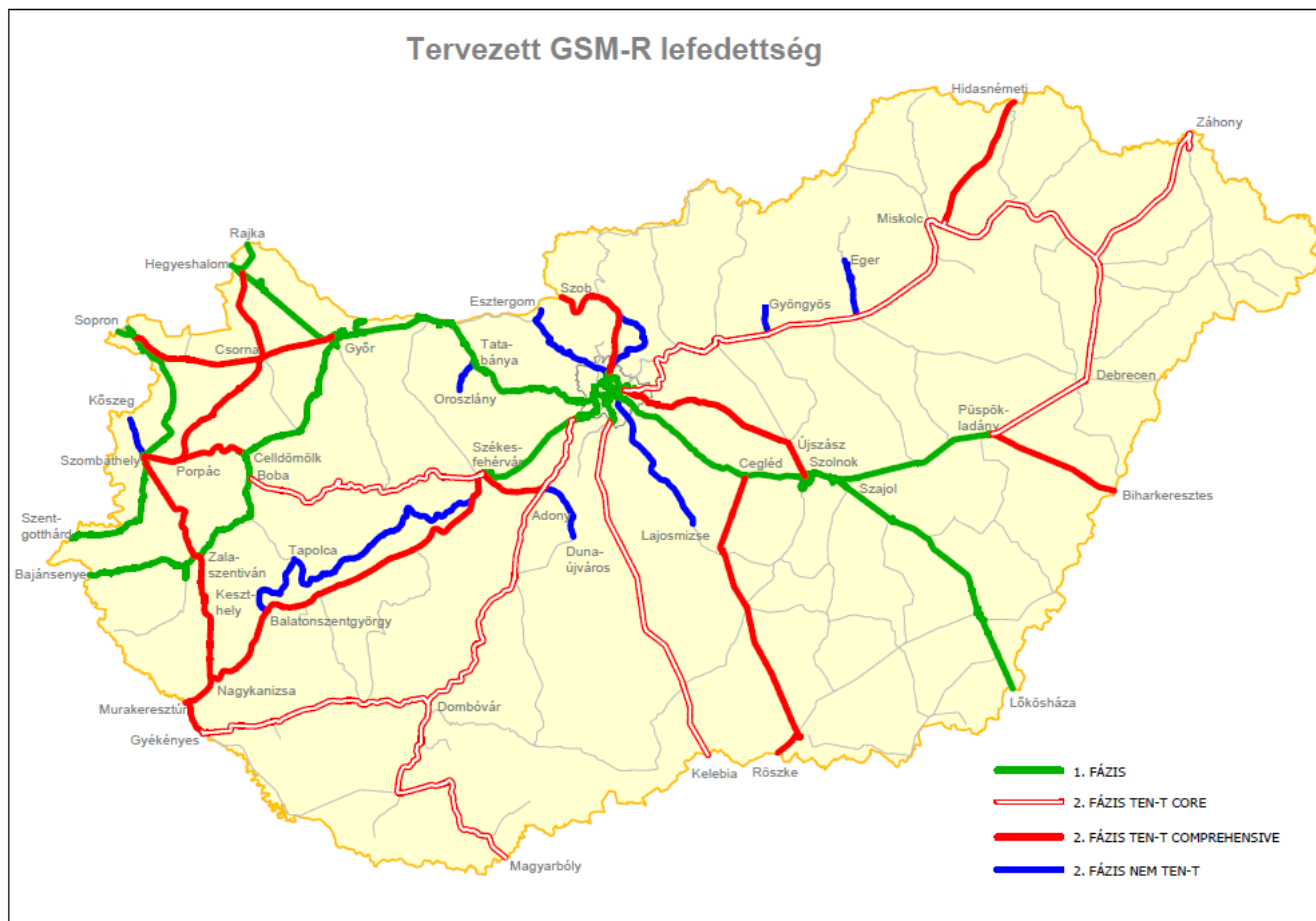 Tervezett GSM-R lefedettség
Hidasnémeti
Záhony
Miskolc
Rajka
Hegyeshalom
Eger
Szob
Esztergom
Gyöngyös
Sopron
Csorna
Győr
Tata-
bánya
Debrecen
Oroszlány
Kőszeg
Püspök-
ladány
Újszász
Székes-
fehérvár
Szombathely
Porpác
Celldömölk
Boba
Cegléd
Szolnok
Szajol
Biharkeresztes
Szent-
gotthárd
Adony
Lajosmizse
Duna-
újváros
Tapolca
Zala-
szentiván
Bajánsenye
Keszt-
hely
Balatonszentgyörgy
Nagykanizsa
Murakeresztúr
Dombóvár
Lőkösháza
Gyékényes
Kelebia
Röszke
Magyarbóly
1. FÁZIS
2. FÁZIS TEN-T CORE
2. FÁZIS TEN-T COMPREHENSIVE
2. FÁZIS NEM TEN-T